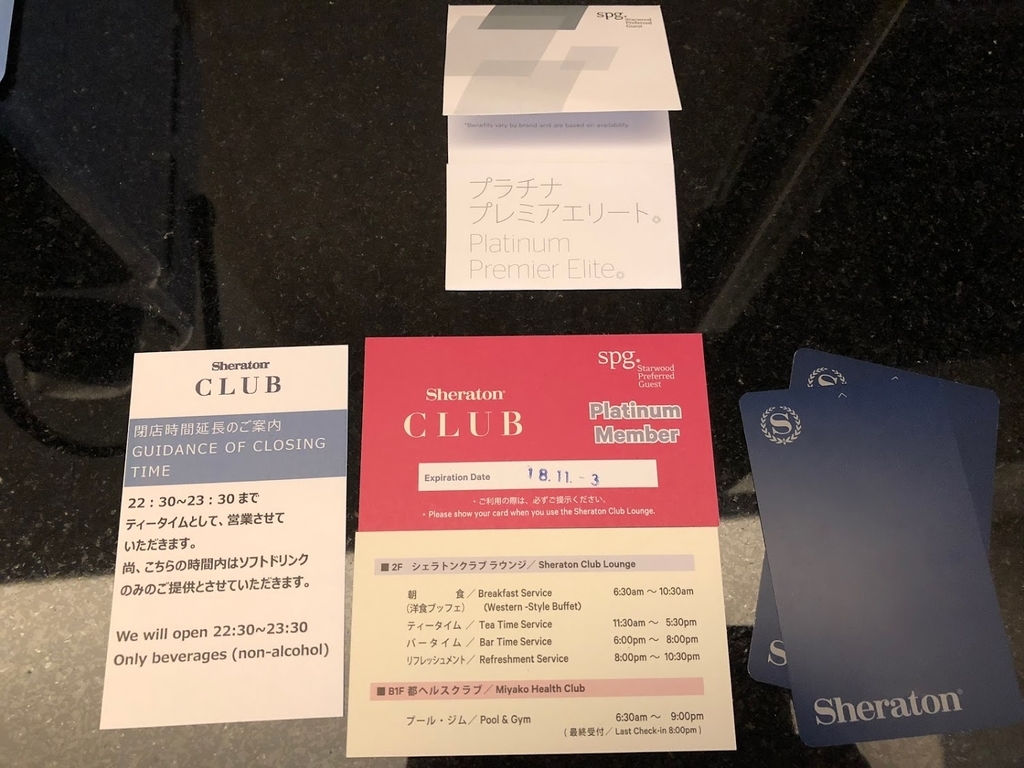 spg.
Starwood
Preferred
Guest
*Benefits vary by brand and are based on availability.
プラチナ
プレミアエリート。
Platinum
Premier Elite。
Sheraton
CLUB
閉店時間延長のご案内
GUIDANCE OF CLOSING
TIME
22：30~23：30 まで
ティータイムとして、営業させて
いただきます。
尚、こちらの時間内はソフトドリンク
のみのご提供とさせていただきます。
We will open 22:30~23:30
Only beverages (non-alcohol)
spg.
Starwood
Preferred
Guest
Sheraton
CLUB
Platinum
Member
Expiration Date 18.11.-3
・ご利用の際は、必ずご提示ください。
・Please show your card when you use the Sheraton Club Lounge.
■ 2F シェラトンクラブ ラウンジ／ Sheraton Club Lounge
朝 食／ Breakfast Service 6:30am ～ 10:30am
(洋食ブッフェ) (Western -Style Buffet)
ティータイム／ Tea Time Service 11:30am ～ 5:30pm
バータイム／ Bar Time Service 6:00pm ～ 8:00pm
リフレッシュメント／ Refreshment Service 8:00pm ～ 10:30pm
■ B1F 都ヘルスクラブ／ Miyako Health Club
プール・ジム／ Pool & Gym 6:30am ～ 9:00pm
( 最終受付／ Last Check-in 8:00pm )
S
S
S
Sheraton